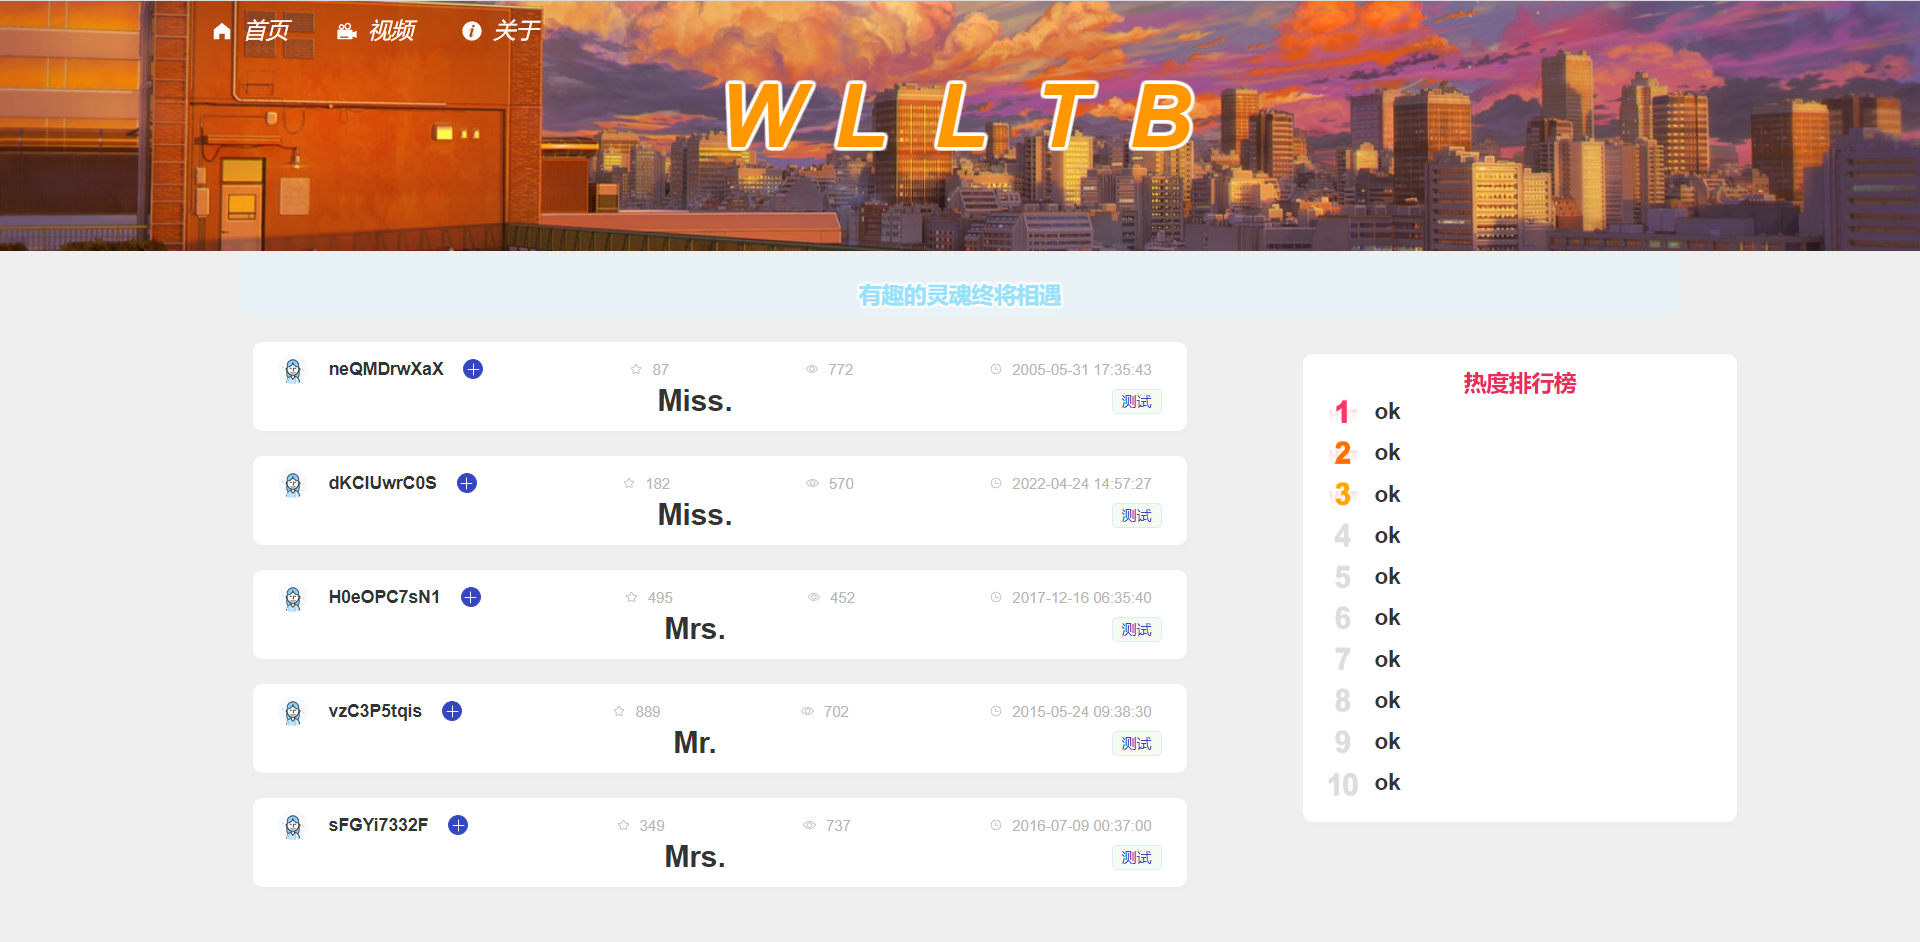 首页 视频 关于
W L L T B
有趣的灵魂终将相遇
neQMDrwXaX 87 772 2005-05-31 17:35:43
Miss. 测试
dKCIUwrC0S 182 570 2022-04-24 14:57:27
Miss. 测试
H0eOPC7sN1 495 452 2017-12-16 06:35:40
Mrs. 测试
vzC3P5tqis 889 702 2015-05-24 09:38:30
Mr. 测试
sFGYi7332F 349 737 2016-07-09 00:37:00
Mrs. 测试
热度排行榜
1 ok
2 ok
3 ok
4 ok
5 ok
6 ok
7 ok
8 ok
9 ok
10 ok